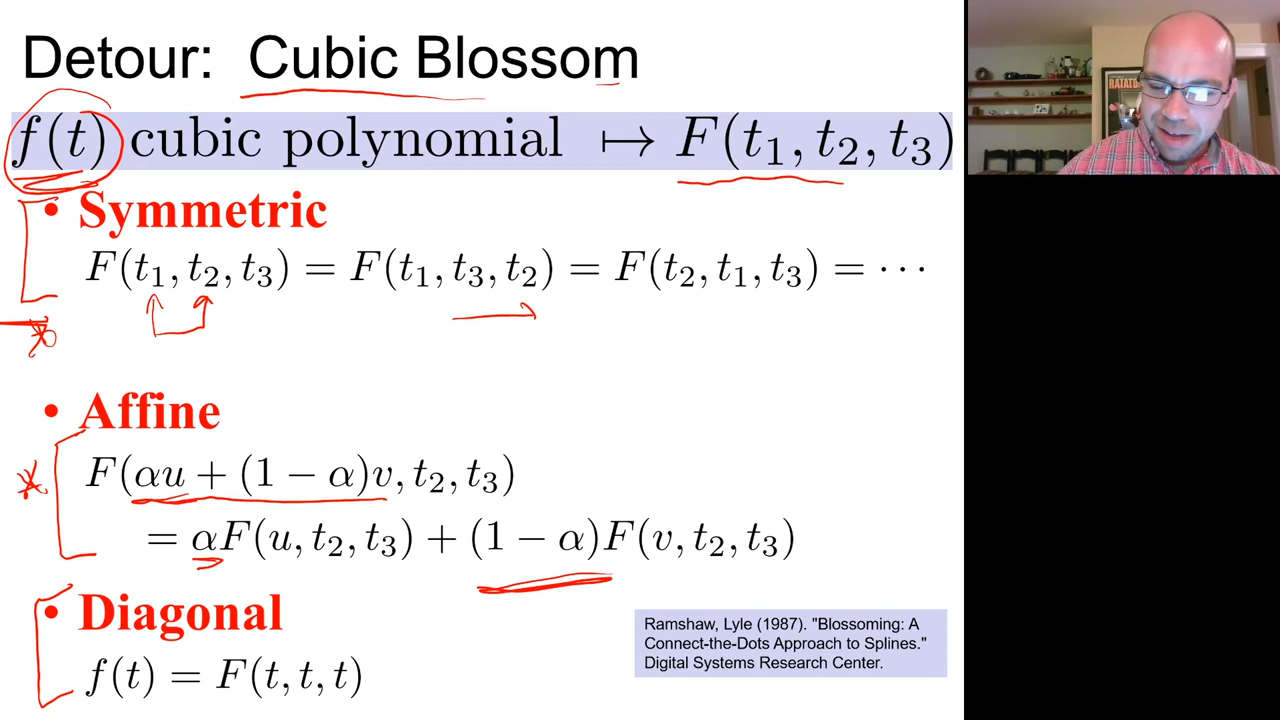 Detour: Cubic Blossom
f(t) cubic polynomial ↦ F(t₁, t₂, t₃)
• Symmetric
F(t₁, t₂, t₃) = F(t₁, t₃, t₂) = F(t₂, t₁, t₃) = ⋯
• Affine
F(αu + (1 − α)v, t₂, t₃)
= αF(u, t₂, t₃) + (1 − α)F(v, t₂, t₃)
• Diagonal
f(t) = F(t, t, t)
Ramshaw, Lyle (1987). "Blossoming: A
Connect-the-Dots Approach to Splines."
Digital Systems Research Center.
RATATO